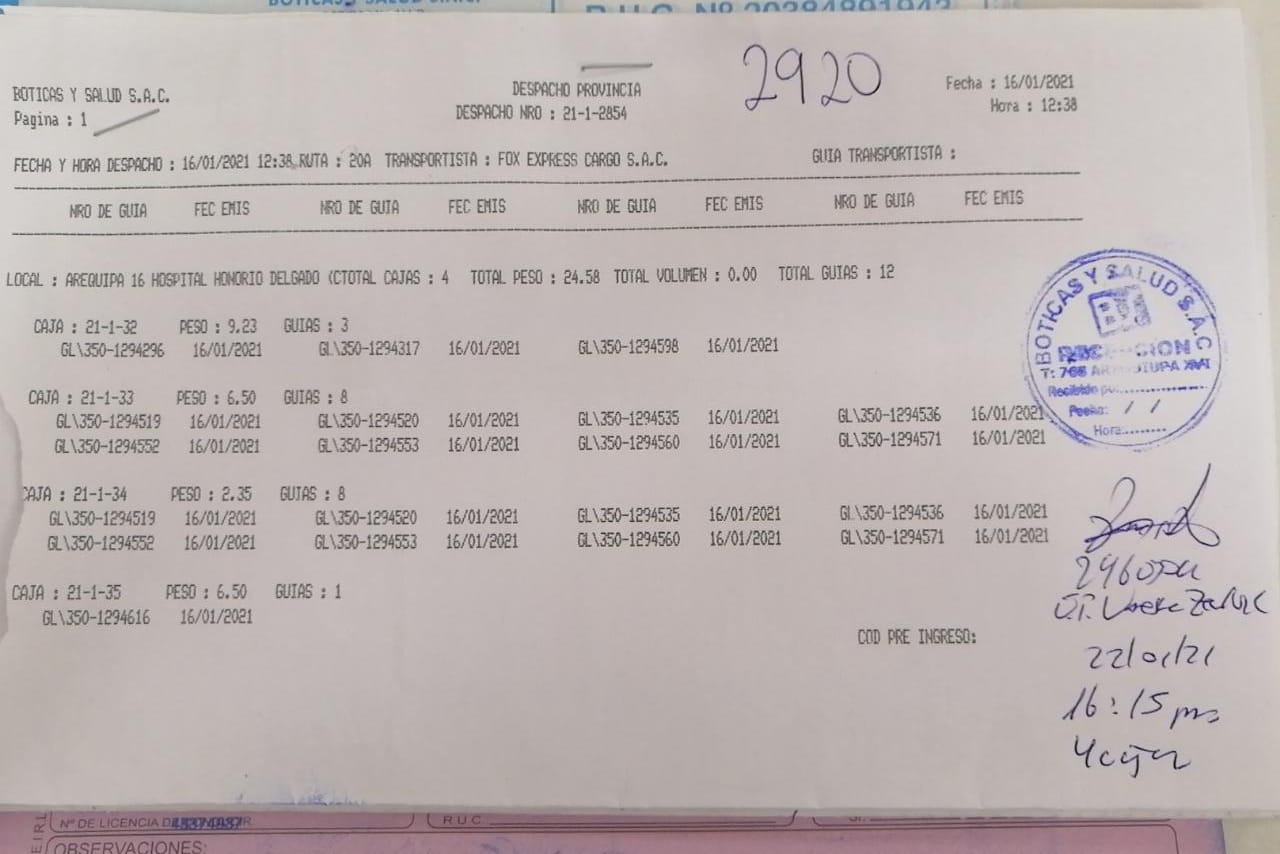 BOTICAS Y SALUD S.A.C.
R.U.C. Nº 20384891943
2920
BOTICAS Y SALUD S.A.C. DESPACHO PROVINCIA Fecha : 16/01/2021
Pagina : 1 DESPACHO NRO : 21-1-2854 Hora : 12:38
FECHA Y HORA DESPACHO : 16/01/2021 12:38 RUTA : 20A TRANSPORTISTA : FOX EXPRESS CARGO S.A.C. GUIA TRANSPORTISTA :
NRO DE GUIA FEC EMIS NRO DE GUIA FEC EMIS NRO DE GUIA FEC EMIS NRO DE GUIA FEC EMIS
LOCAL : AREQUIPA 16 HOSPITAL HONORIO DELGADO (CTOTAL CAJAS : 4 TOTAL PESO : 24.58 TOTAL VOLUMEN : 0.00 TOTAL GUIAS : 12
CAJA : 21-1-32 PESO : 9.23 GUIAS : 3
GL\350-1294296 16/01/2021 GL\350-1294317 16/01/2021 GL\350-1294598 16/01/2021
CAJA : 21-1-33 PESO : 6.50 GUIAS : 8
GL\350-1294519 16/01/2021 GL\350-1294520 16/01/2021 GL\350-1294535 16/01/2021 GL\350-1294536 16/01/2021
GL\350-1294552 16/01/2021 GL\350-1294553 16/01/2021 GL\350-1294560 16/01/2021 GL\350-1294571 16/01/2021
CAJA : 21-1-34 PESO : 2.35 GUIAS : 8
GL\350-1294519 16/01/2021 GL\350-1294520 16/01/2021 GL\350-1294535 16/01/2021 GL\350-1294536 16/01/2021
GL\350-1294552 16/01/2021 GL\350-1294553 16/01/2021 GL\350-1294560 16/01/2021 GL\350-1294571 16/01/2021
CAJA : 21-1-35 PESO : 6.50 GUIAS : 1
GL\350-1294616 16/01/2021
COD PRE INGRESO:
BOTICAS Y SALUD S.A.C
Recibido por:
Fecha: / /
Hora:
22/01/21
16:15 pm
4 cajas
Nº DE LICENCIA R.U.C.
OBSERVACIONES: